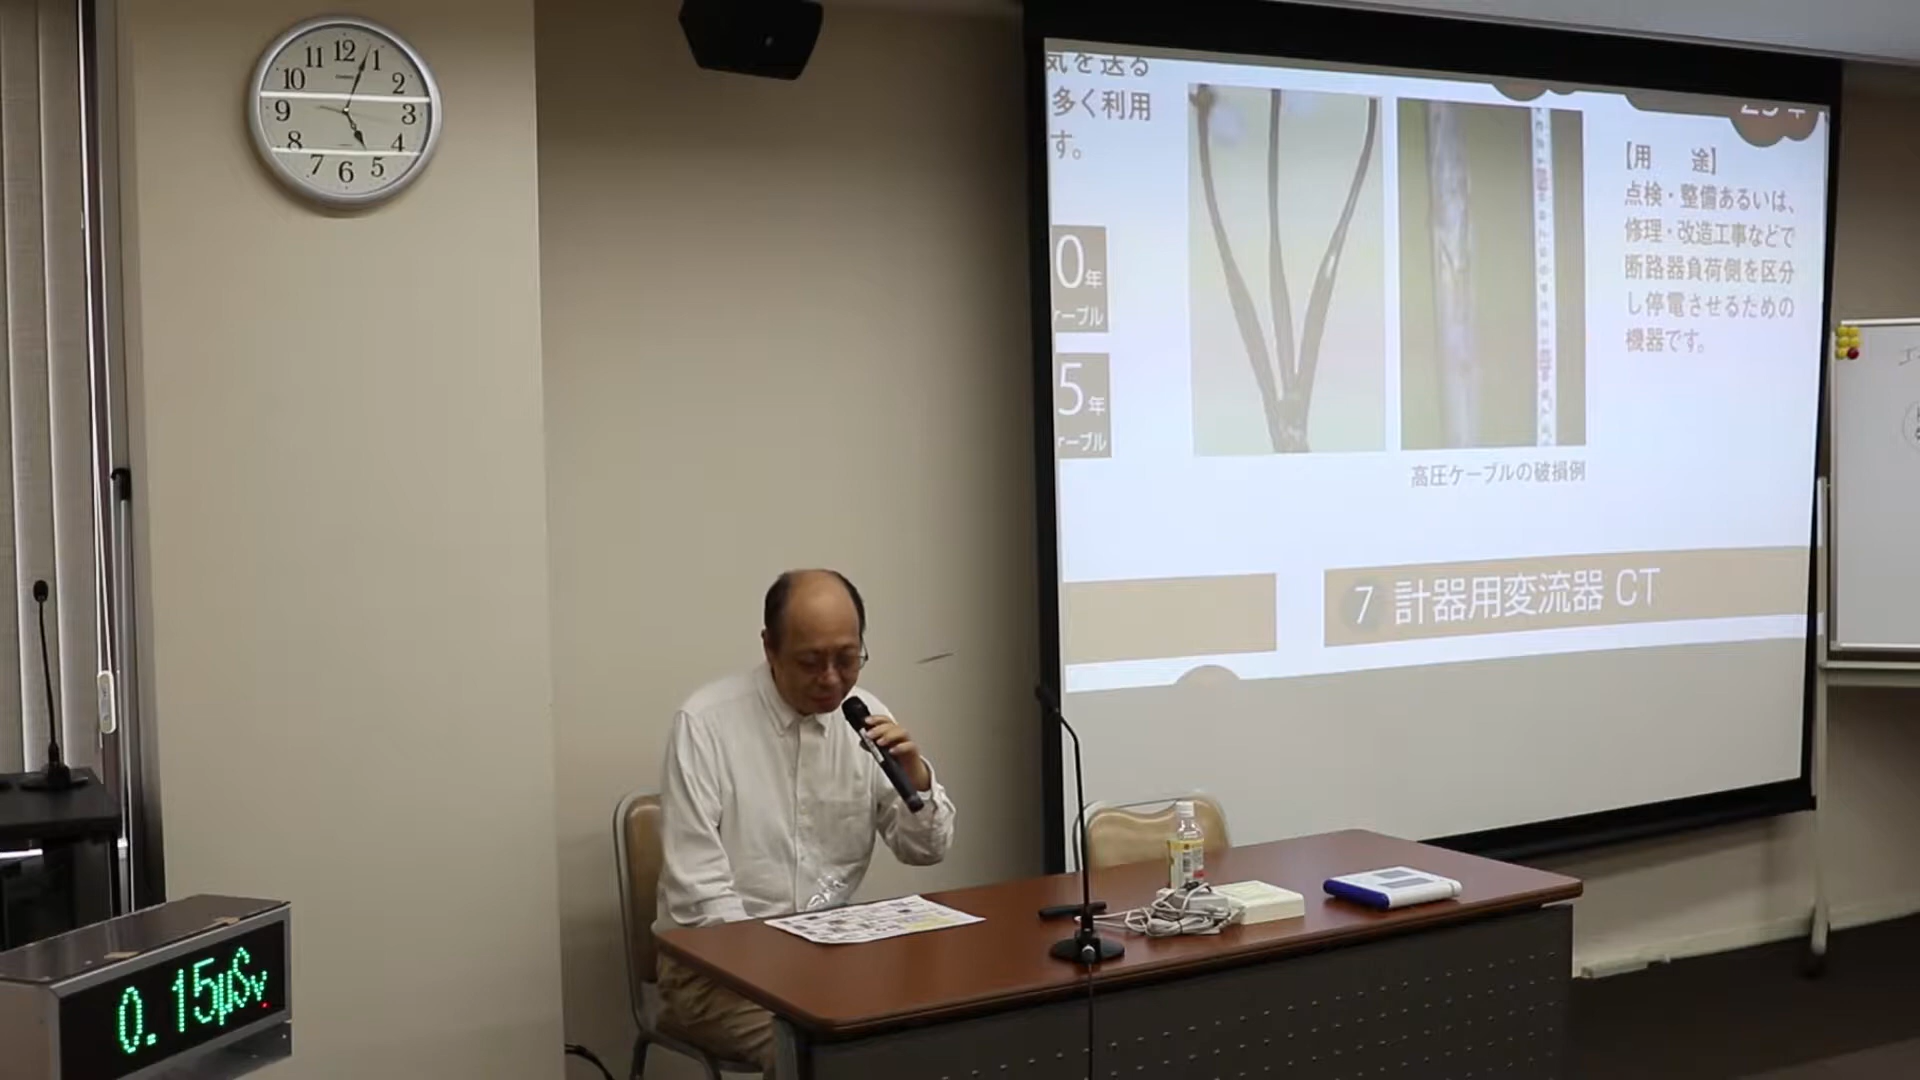 12
1
2
3
4
5
6
7
8
9
10
11
気を送る
多く利用
す。
0年
ーブル
5年
ーブル
高圧ケーブルの破損例
【用　途】
点検・整備あるいは、
修理・改造工事などで
断路器負荷側を区分
し停電させるための
機器です。
7 計器用変流器 CT
0.15μSv